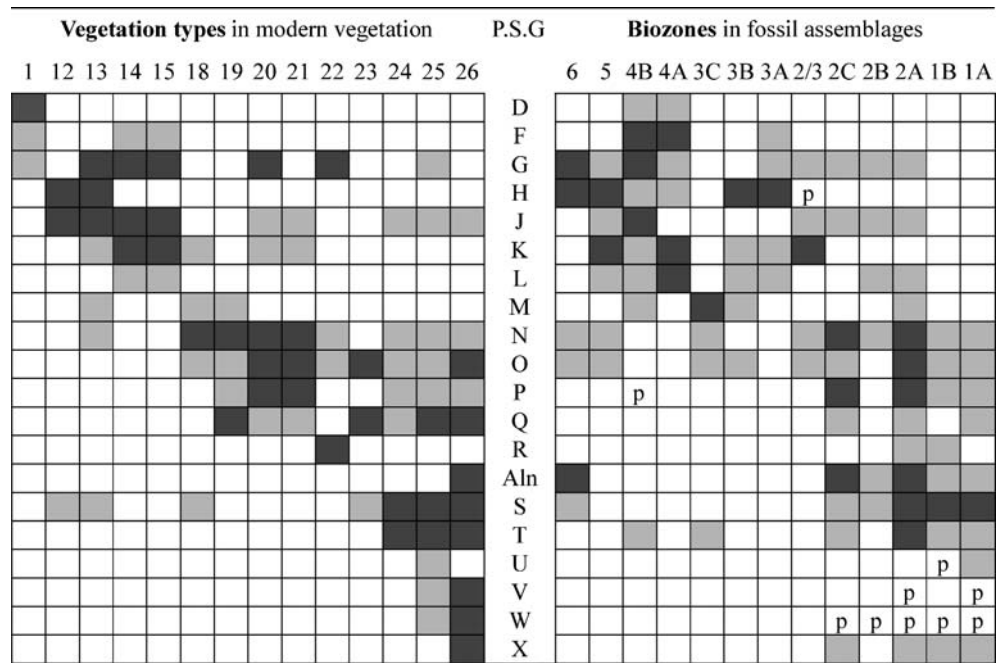 Vegetation types in modern vegetation P.S.G Biozones in fossil assemblages
1 12 13 14 15 18 19 20 21 22 23 24 25 26 6 5 4B 4A 3C 3B 3A 2/3 2C 2B 2A 1B 1A
D
F
G
H p
J
K
L
M
N
O
P p
Q
R
Aln
S
T
U p
V p p
W p p p p p
X